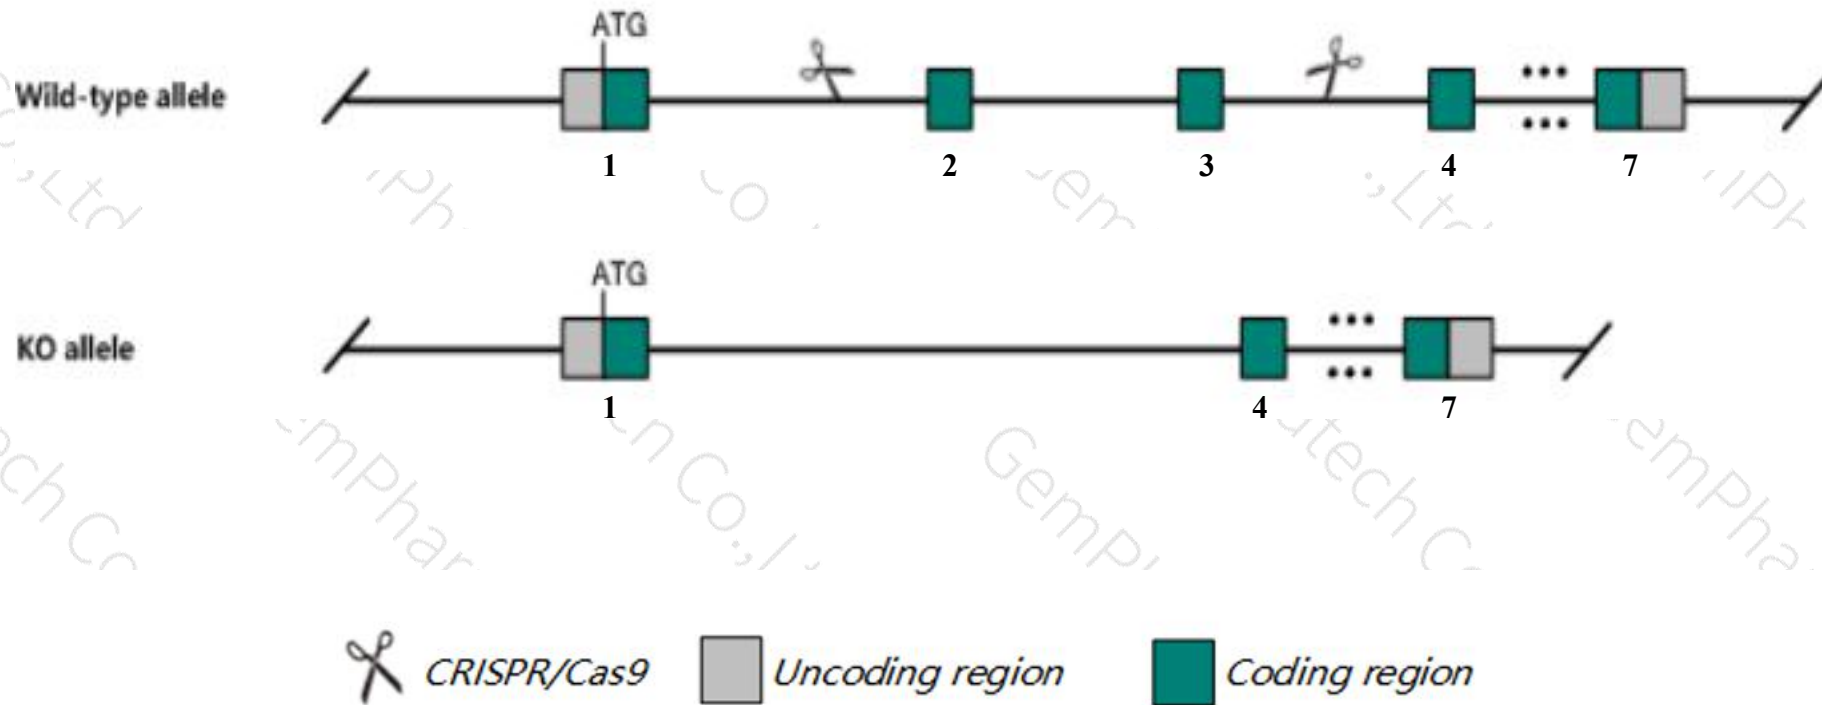 ATG
Wild-type allele
1 2 3 4 7
ATG
KO allele
1 4 7
CRISPR/Cas9 Uncoding region Coding region
GemPh